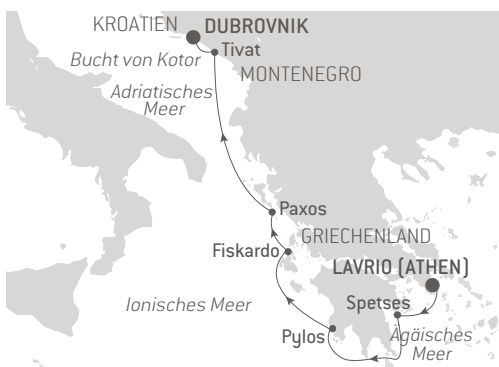 KROATIEN
DUBROVNIK
Tivat
Bucht von Kotor
MONTENEGRO
Adriatisches
Meer
Paxos
GRIECHENLAND
Fiskardo
LAVRIO (ATHEN)
Spetses
Ionisches Meer
Pylos
Ägäisches
Meer